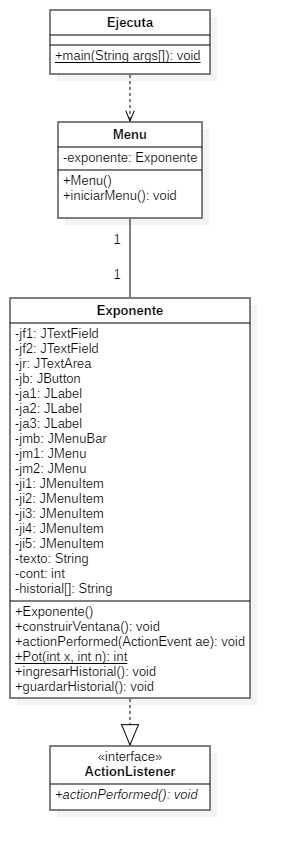 Ejecuta
+main(String args[]): void
Menu
-exponente: Exponente
+Menu()
+iniciarMenu(): void
1
1
Exponente
-jf1: JTextField
-jf2: JTextField
-jr: JTextArea
-jb: JButton
-ja1: JLabel
-ja2: JLabel
-ja3: JLabel
-jmb: JMenuBar
-jm1: JMenu
-jm2: JMenu
-ji1: JMenuItem
-ji2: JMenuItem
-ji3: JMenuItem
-ji4: JMenuItem
-ji5: JMenuItem
-texto: String
-cont: int
-historial[]: String
+Exponente()
+construirVentana(): void
+actionPerformed(ActionEvent ae): void
+Pot(int x, int n): int
+ingresarHistorial(): void
+guardarHistorial(): void
«interface»
ActionListener
+actionPerformed(): void